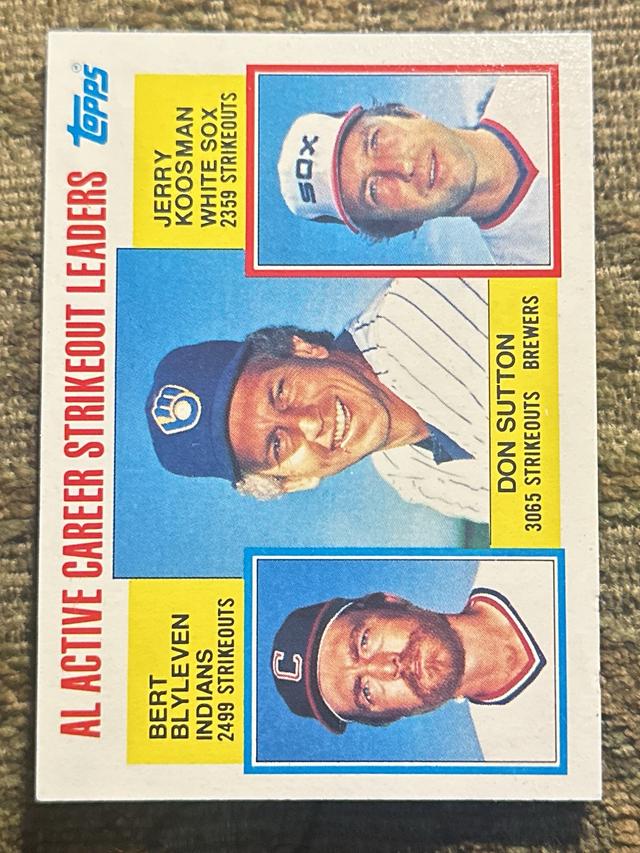 Topps
AL ACTIVE CAREER STRIKEOUT LEADERS
BERT
BLYLEVEN
INDIANS
2499 STRIKEOUTS
C
DON SUTTON
3065 STRIKEOUTS BREWERS
JERRY
KOOSMAN
WHITE SOX
2359 STRIKEOUTS
SOX